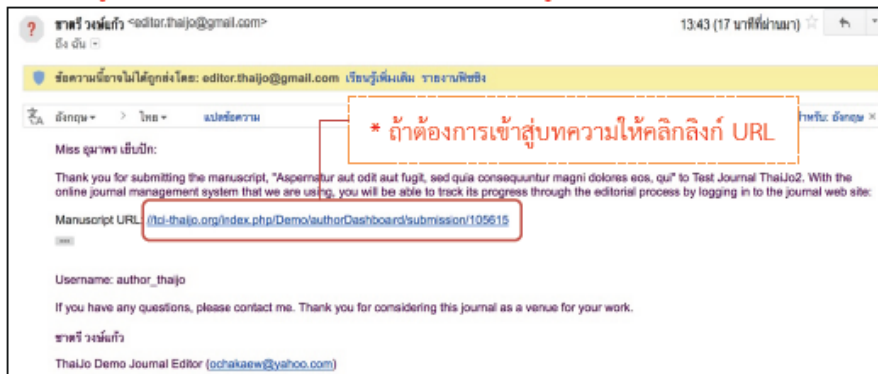 ชาตรี วงษ์แก้ว <editor.thaijo@gmail.com>
13:43 (17 นาทีที่ผ่านมา)
ถึง ฉัน
ข้อความนี้อาจไม่ได้ถูกส่งโดย: editor.thaijo@gmail.com เรียนรู้เพิ่มเติม รายงานฟิชชิง
อังกฤษ > ไทย แปลข้อความ
สำหรับ: อังกฤษ ×
* ถ้าต้องการเข้าสู่บทความให้คลิกลิงก์ URL
Miss อุมาพร เย็บปัก:
Thank you for submitting the manuscript, "Aspernatur aut odit aut fugit, sed quia consequuntur magni dolores eos, qui" to Test Journal ThaiJo2. With the
online journal management system that we are using, you will be able to track its progress through the editorial process by logging in to the journal web site:
Manuscript URL: //tci-thaijo.org/index.php/Demo/authorDashboard/submission/105615
Username: author_thaijo
If you have any questions, please contact me. Thank you for considering this journal as a venue for your work.
ชาตรี วงษ์แก้ว
ThaiJo Demo Journal Editor (ochakaew@yahoo.com)